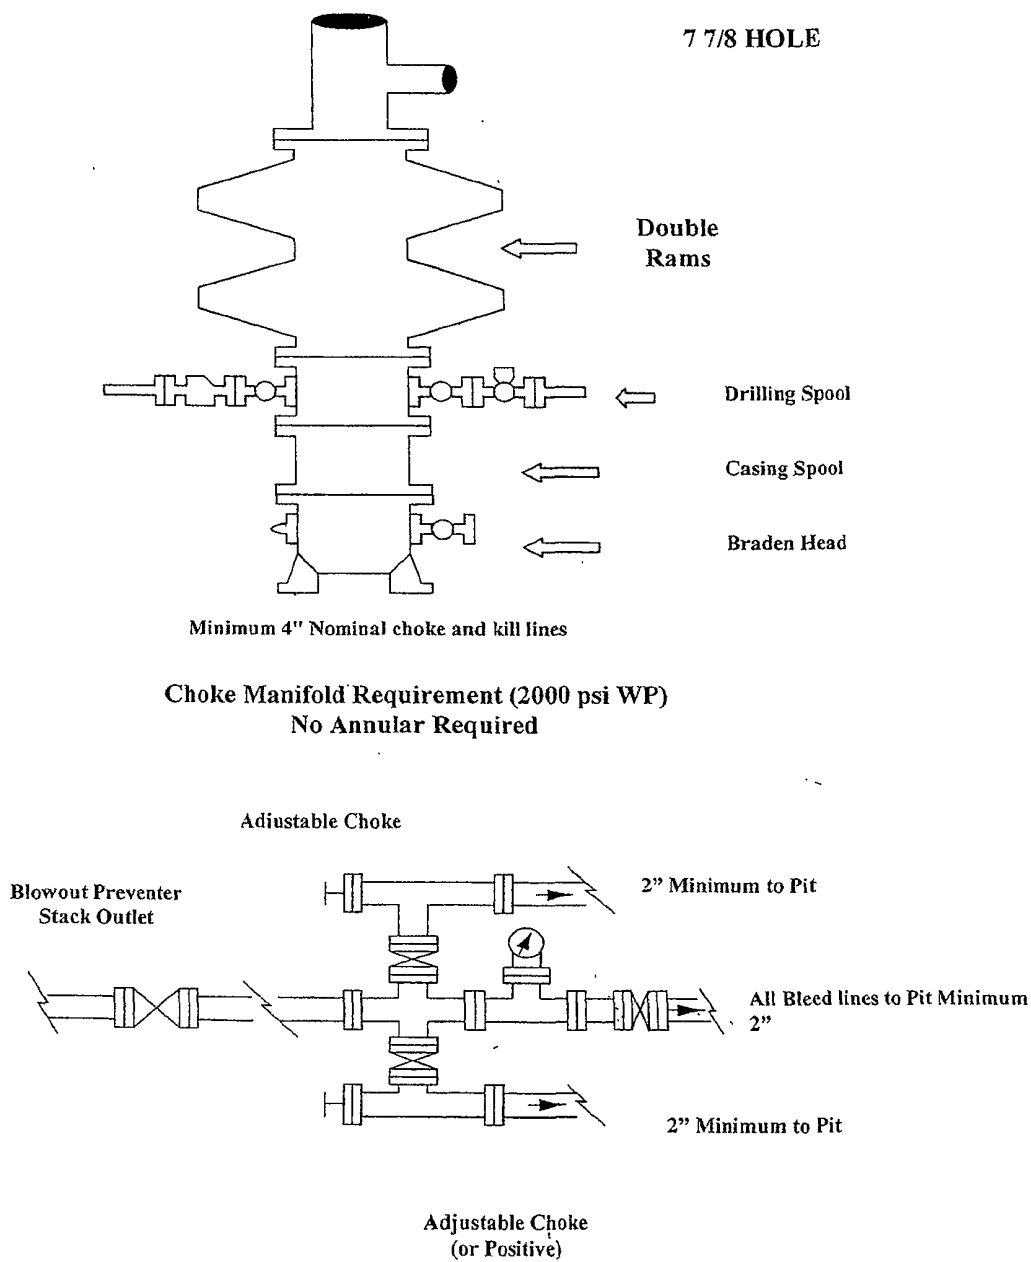 7 7/8 HOLE
Double
Rams
Drilling Spool
Casing Spool
Braden Head
Minimum 4" Nominal choke and kill lines
Choke Manifold Requirement (2000 psi WP)
No Annular Required
Adjustable Choke
Blowout Preventer
Stack Outlet
2” Minimum to Pit
All Bleed lines to Pit Minimum
2”
2” Minimum to Pit
Adjustable Choke
(or Positive)